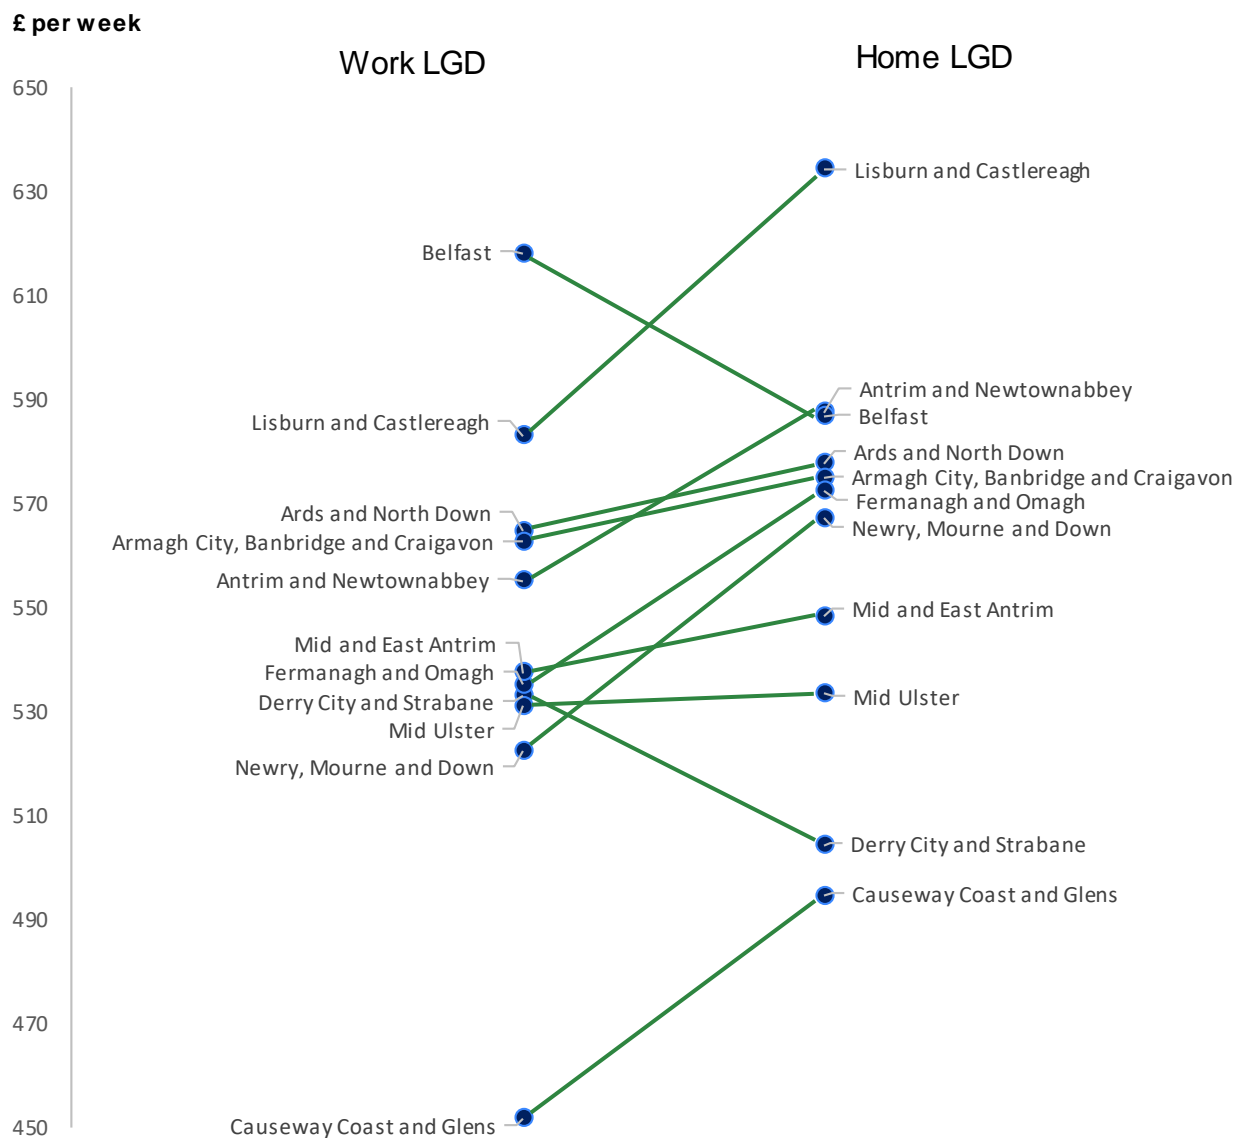 £ per week
Work LGD
Home LGD
650
630
610
590
570
550
530
510
490
470
450
Belfast
Lisburn and Castlereagh
Ards and North Down
Armagh City, Banbridge and Craigavon
Antrim and Newtownabbey
Mid and East Antrim
Fermanagh and Omagh
Derry City and Strabane
Mid Ulster
Newry, Mourne and Down
Causeway Coast and Glens
Lisburn and Castlereagh
Antrim and Newtownabbey
Belfast
Ards and North Down
Armagh City, Banbridge and Craigavon
Fermanagh and Omagh
Newry, Mourne and Down
Mid and East Antrim
Mid Ulster
Derry City and Strabane
Causeway Coast and Glens